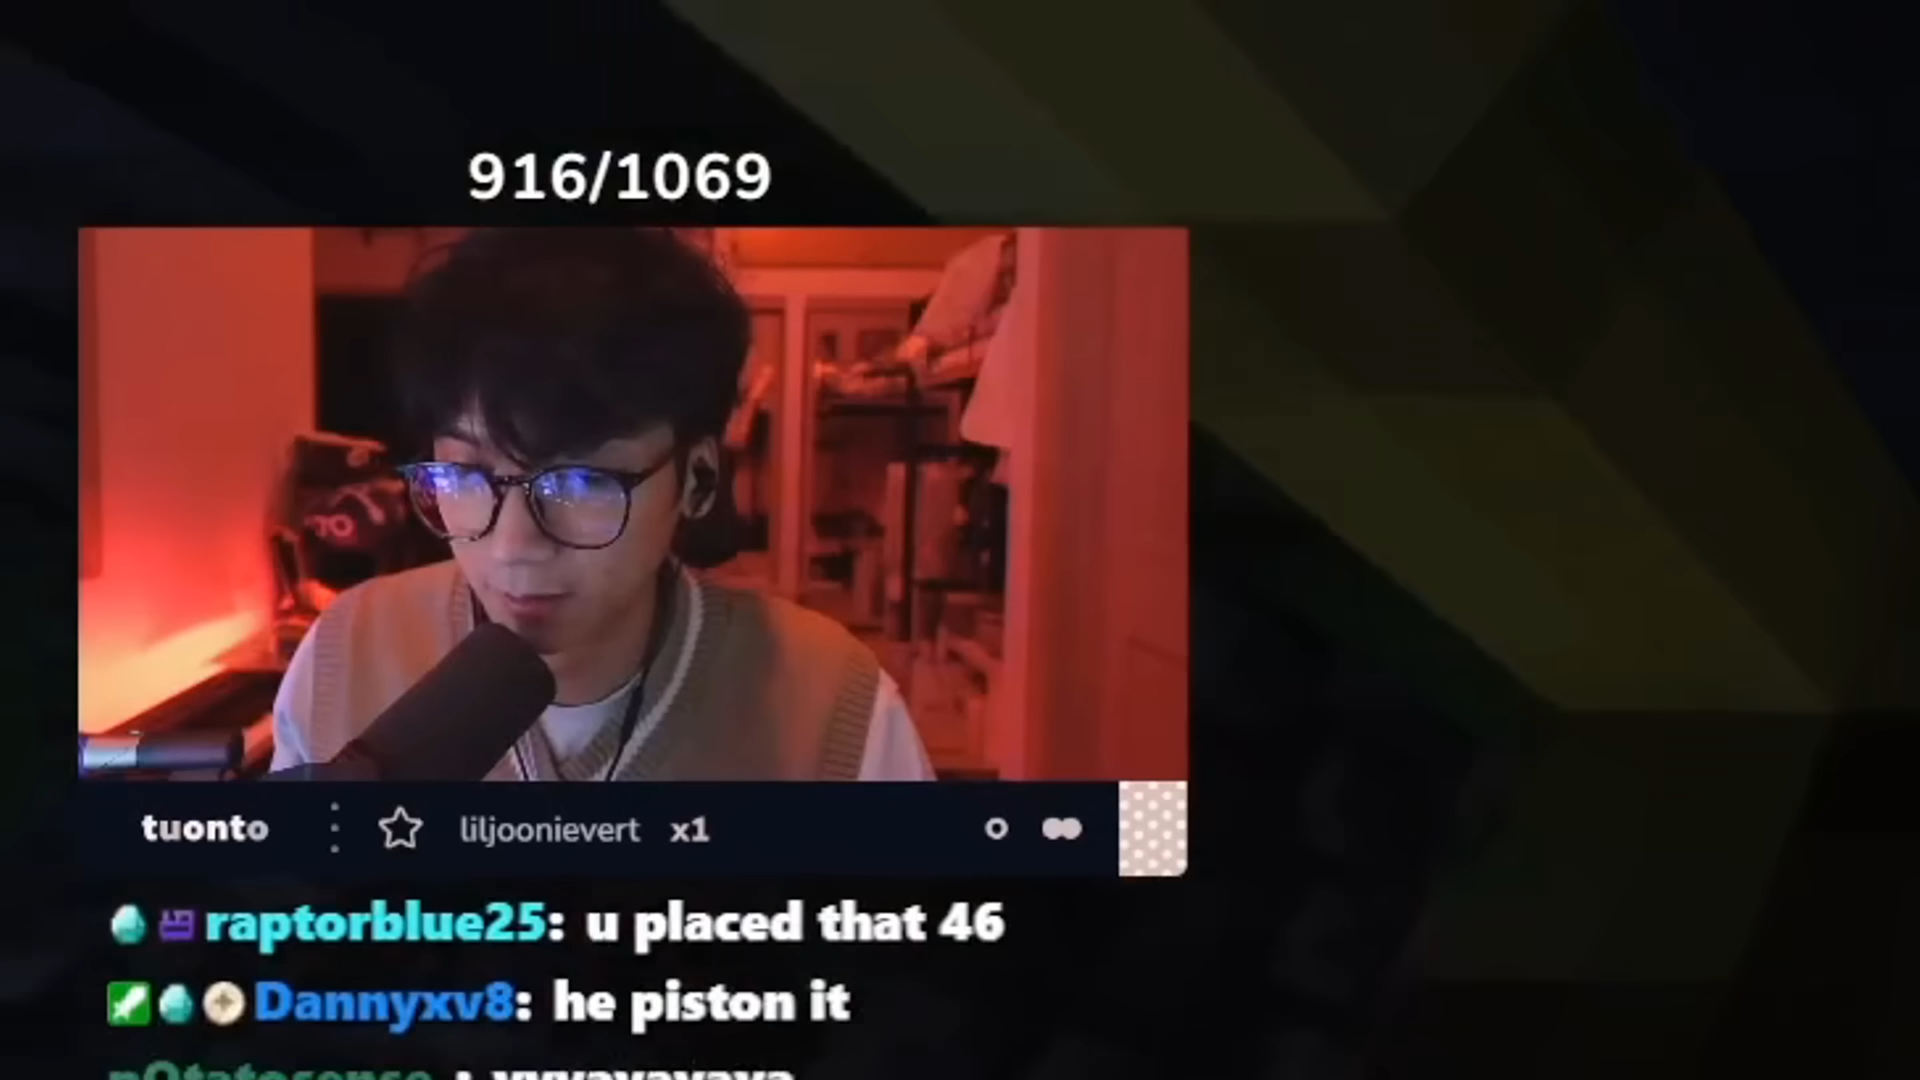 916/1069
tuonto liljoonievert x1
raptorblue25: u placed that 46
Dannyxv8: he piston it